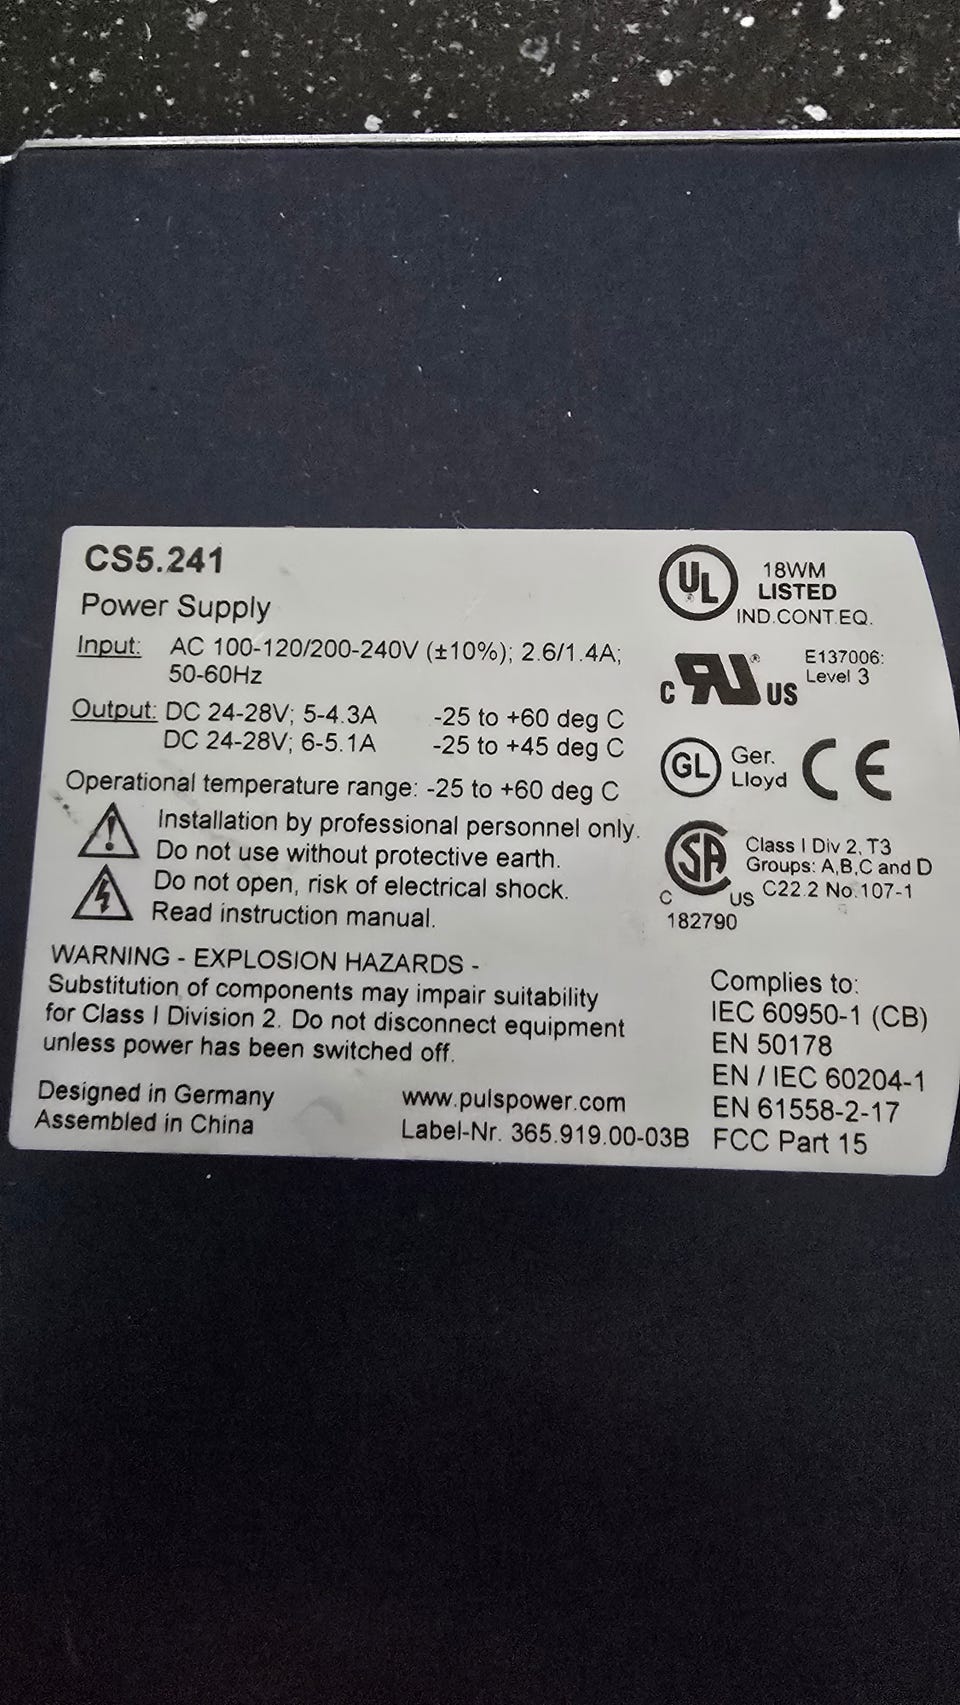 CS5.241
Power Supply
Input: AC 100-120/200-240V (±10%); 2.6/1.4A;
50-60Hz
Output: DC 24-28V; 5-4.3A -25 to +60 deg C
DC 24-28V; 6-5.1A -25 to +45 deg C
Operational temperature range: -25 to +60 deg C
Installation by professional personnel only.
Do not use without protective earth.
Do not open, risk of electrical shock.
Read instruction manual.
WARNING - EXPLOSION HAZARDS -
Substitution of components may impair suitability
for Class I Division 2. Do not disconnect equipment
unless power has been switched off.
Designed in Germany
Assembled in China
www.pulspower.com
Label-Nr. 365.919.00-03B
UL ®
18WM
LISTED
IND.CONT.EQ.
C RU ® US
E137006:
Level 3
GL
Ger.
Lloyd
CE
C SA US
182790
Class I Div 2, T3
Groups: A,B,C and D
C22.2 No.107-1
Complies to:
IEC 60950-1 (CB)
EN 50178
EN / IEC 60204-1
EN 61558-2-17
FCC Part 15